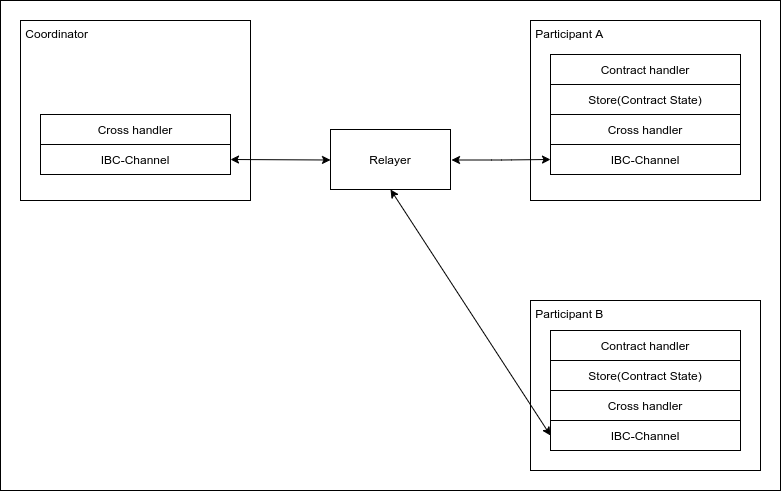 Coordinator
Cross handler
IBC-Channel
Relayer
Participant A
Contract handler
Store(Contract State)
Cross handler
IBC-Channel
Participant B
Contract handler
Store(Contract State)
Cross handler
IBC-Channel